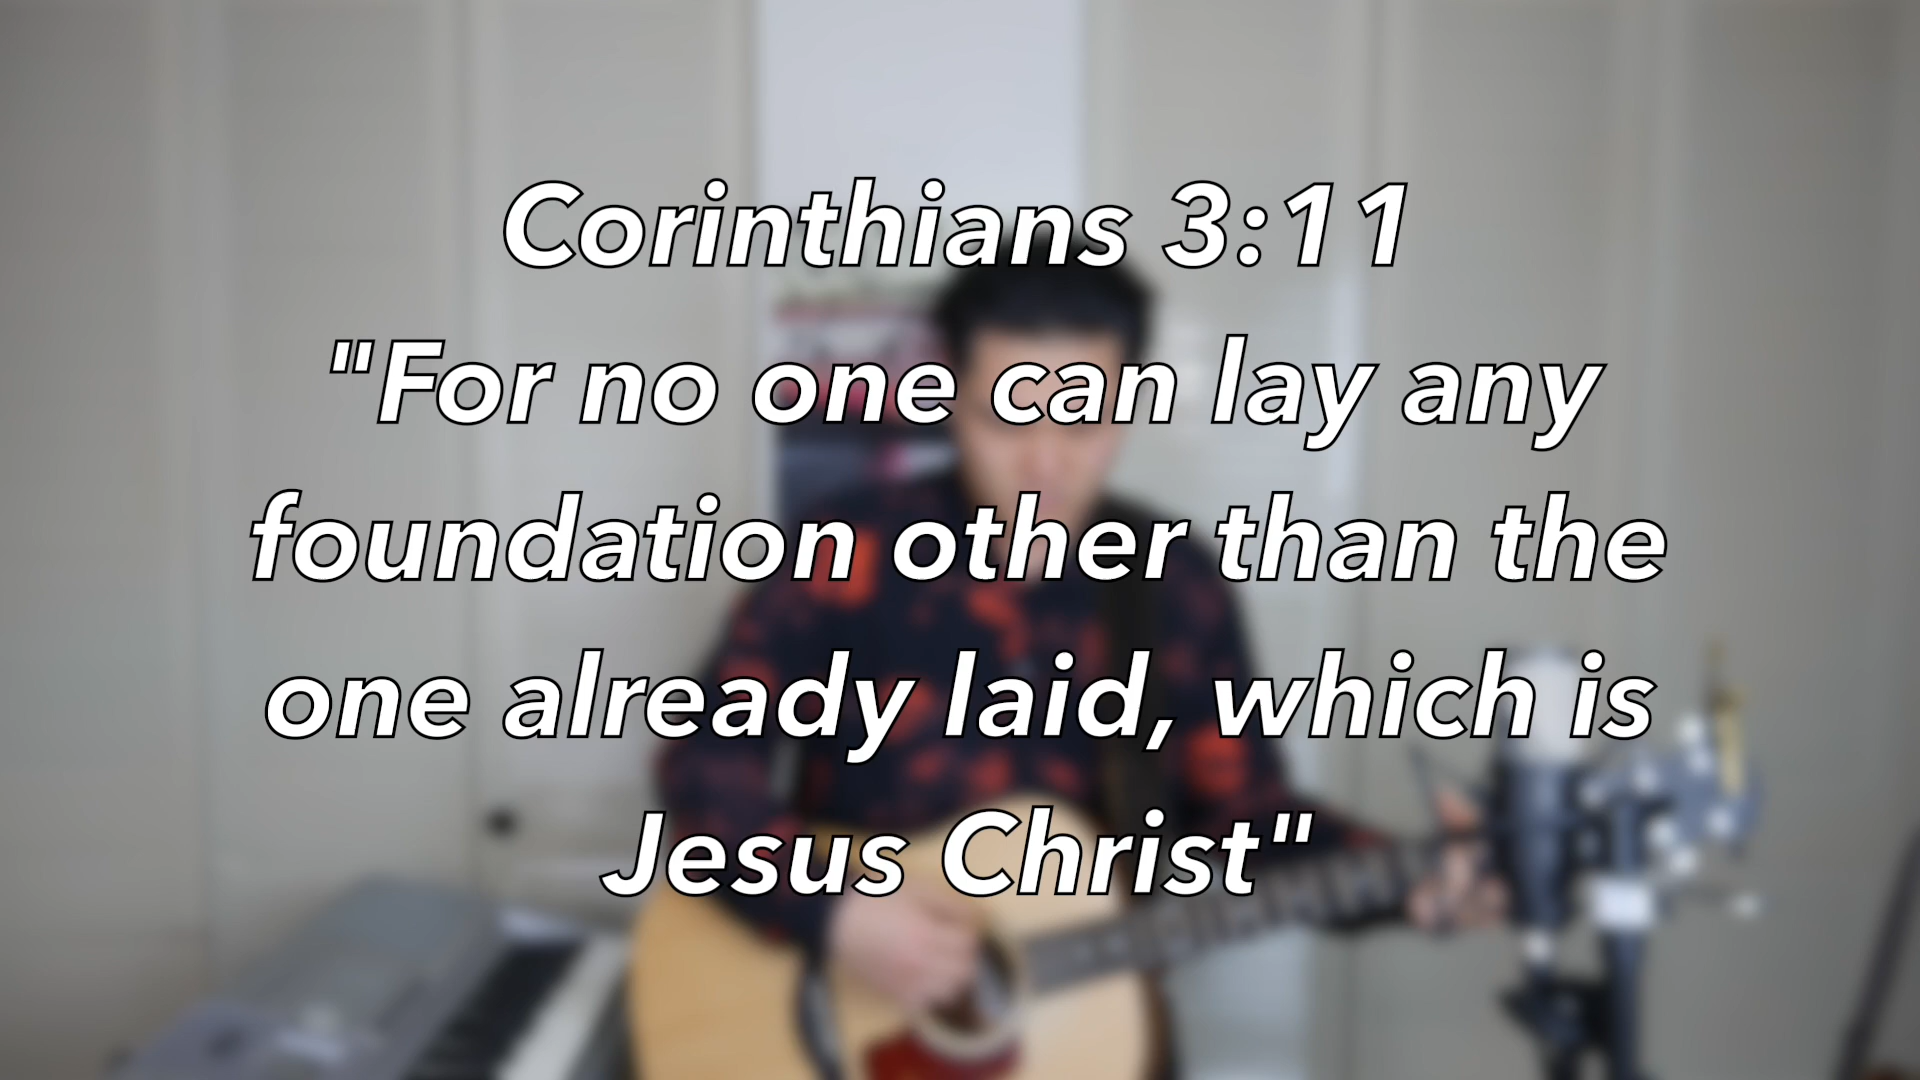 Corinthians 3:11
"For no one can lay any
foundation other than the
one already laid, which is
Jesus Christ"